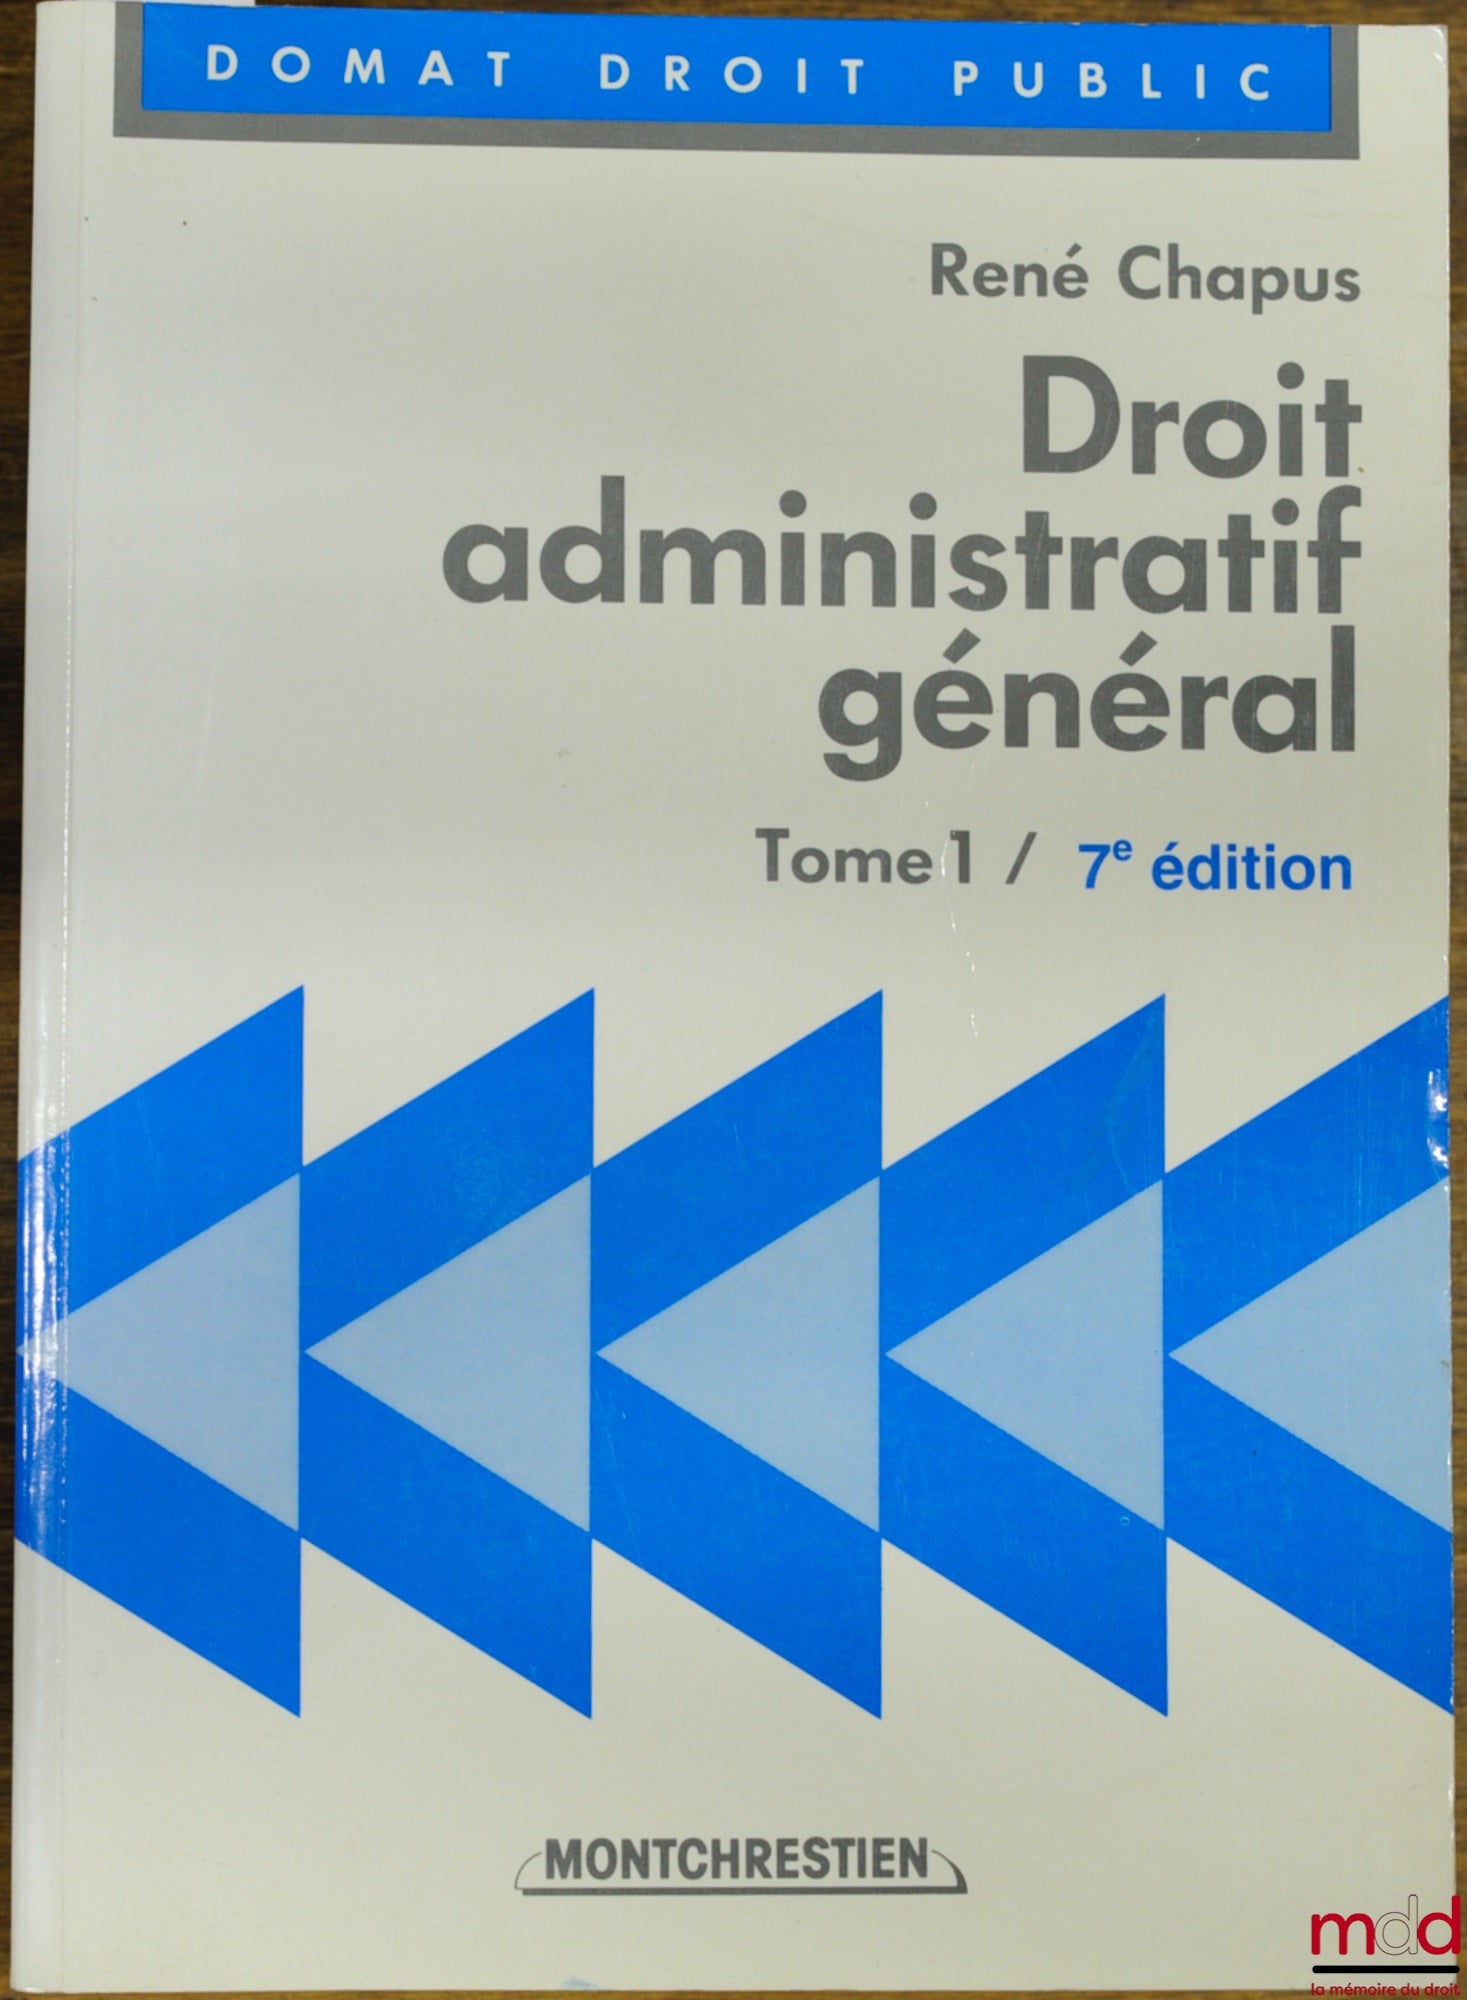 DOMAT DROIT PUBLIC
René Chapus
Droit
administratif
général
Tome 1 / 7e édition
MONTCHRESTIEN
mdd
la mémoire du droit